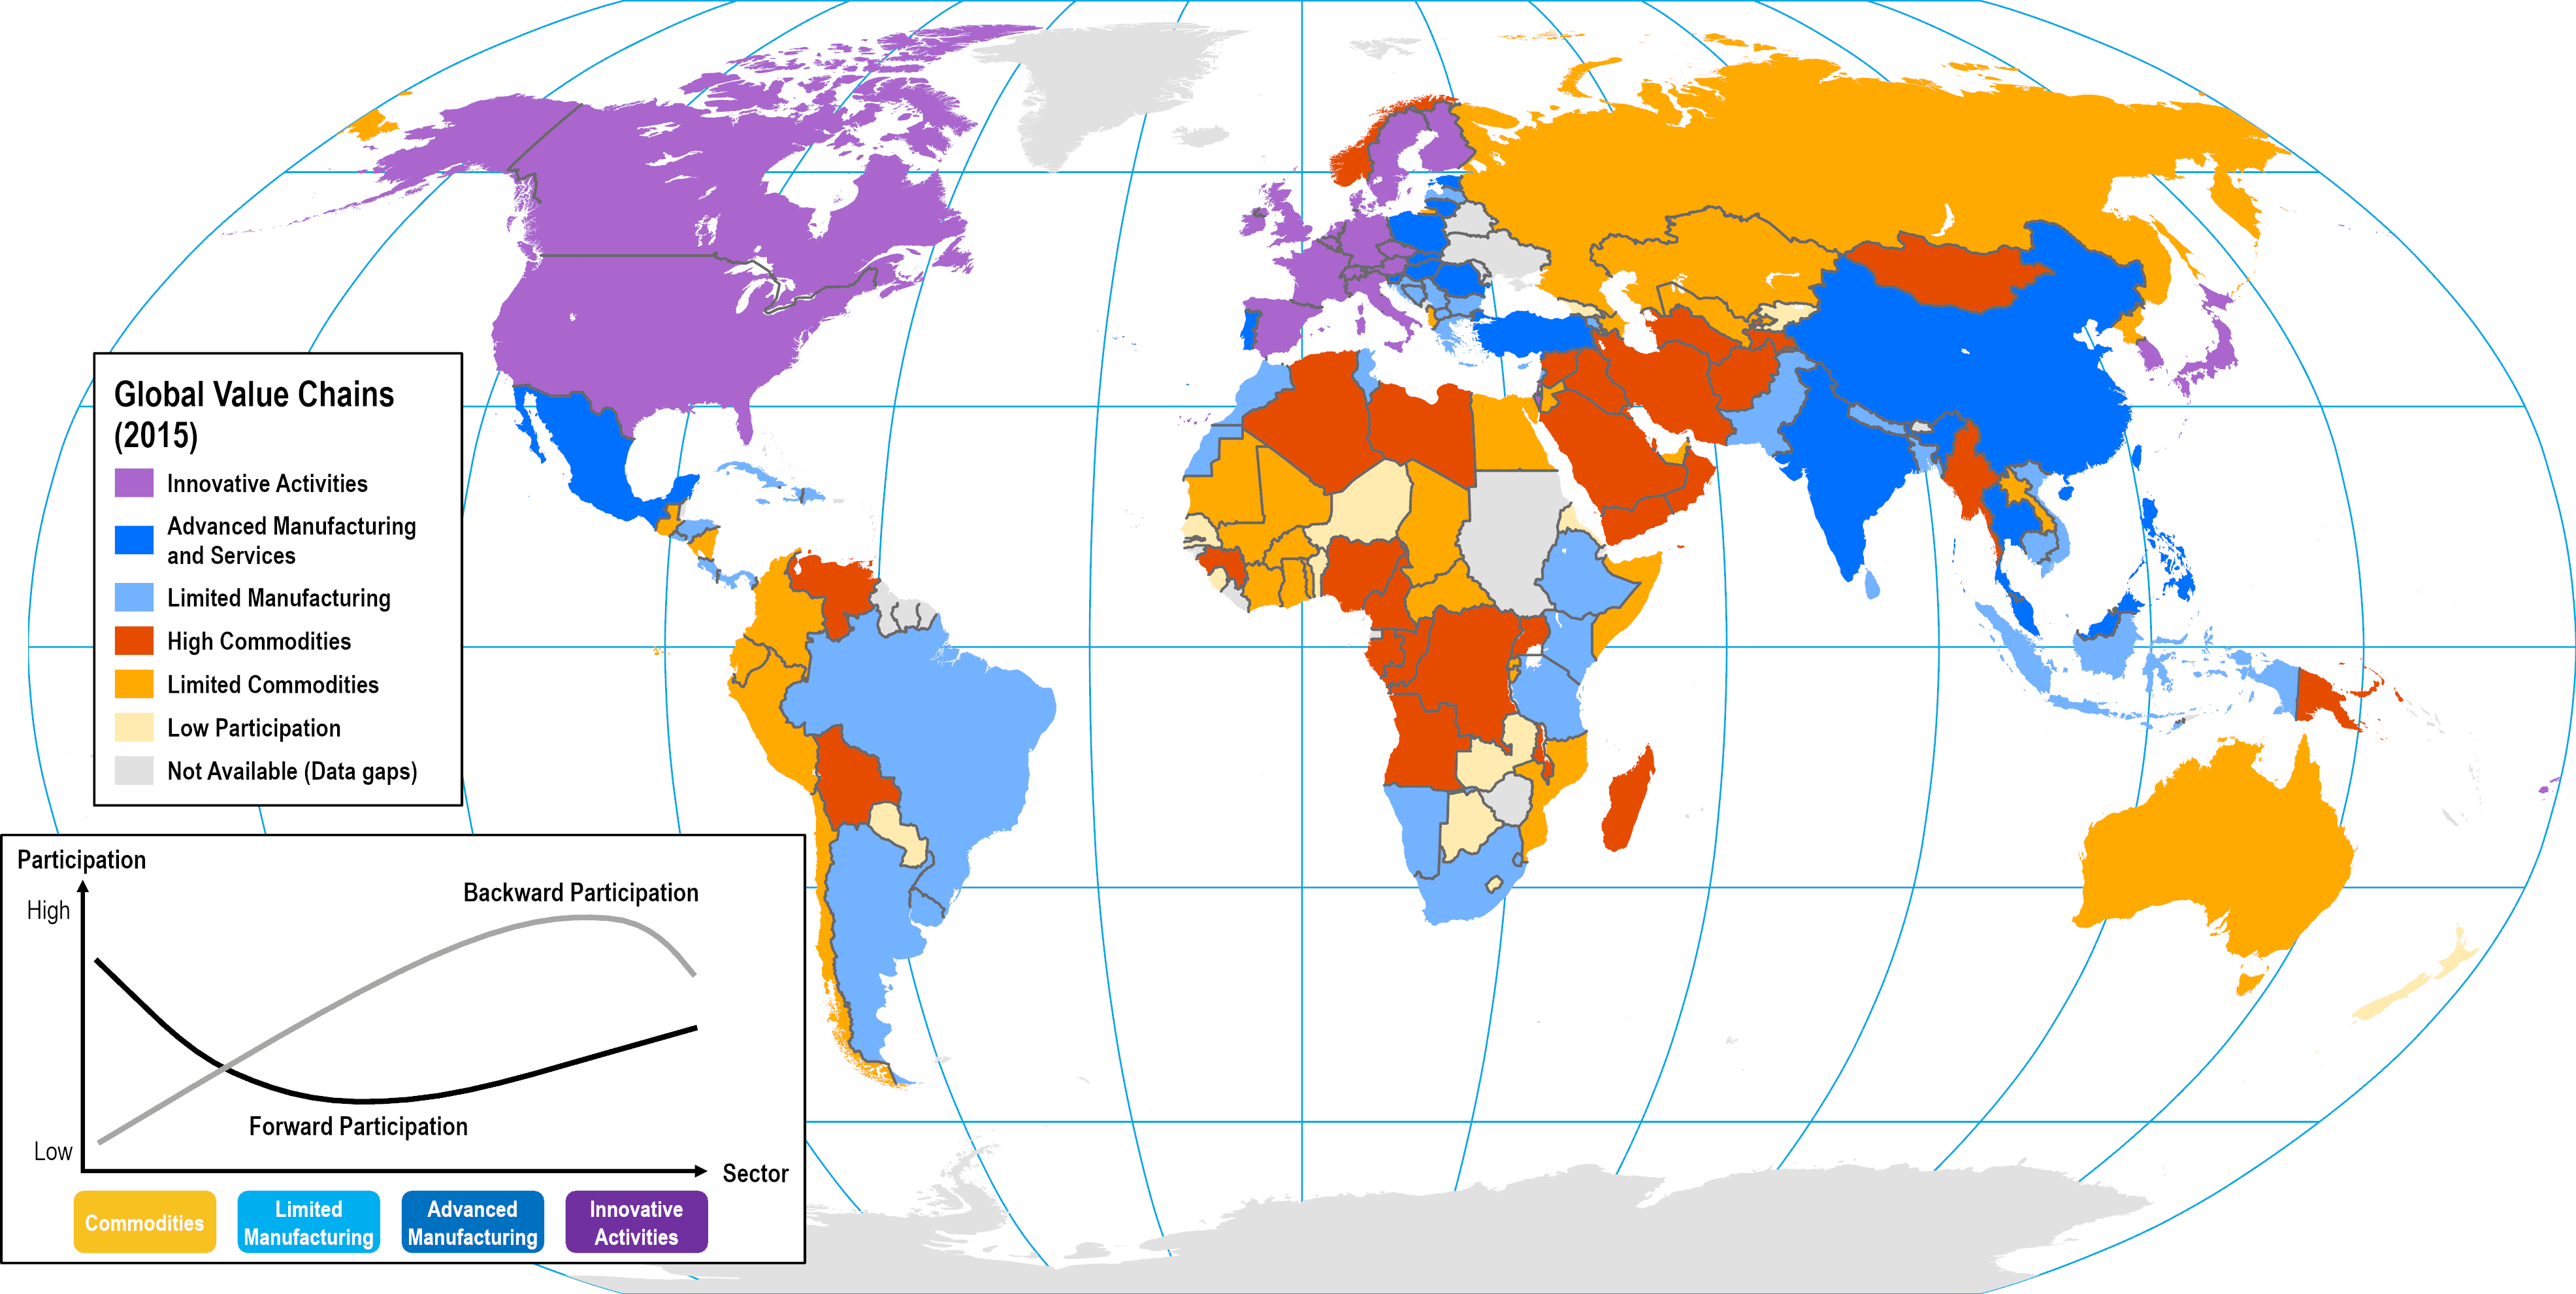 Global Value Chains
(2015)
Innovative Activities
Advanced Manufacturing
and Services
Limited Manufacturing
High Commodities
Limited Commodities
Low Participation
Not Available (Data gaps)
Participation
High
Backward Participation
Forward Participation
Low
Sector
Commodities
Limited
Manufacturing
Advanced
Manufacturing
Innovative
Activities